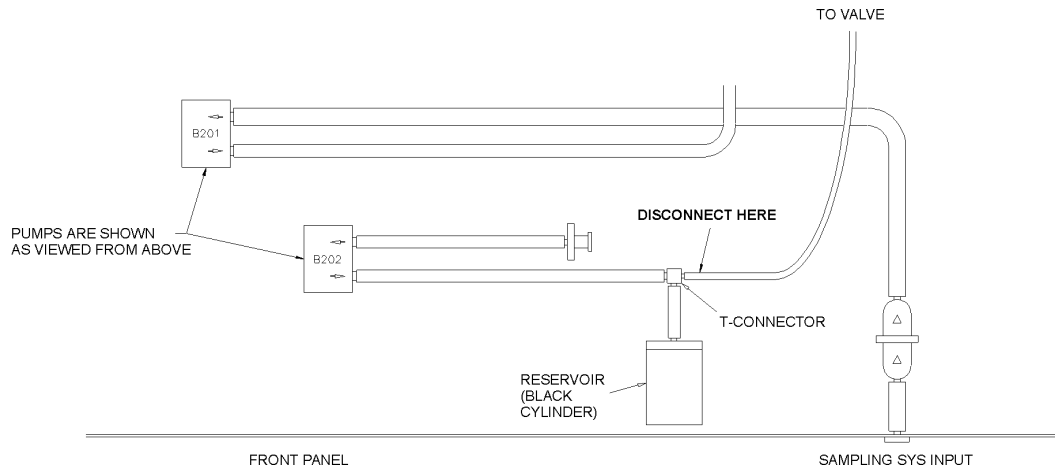 TO VALVE
B201
PUMPS ARE SHOWN
AS VIEWED FROM ABOVE
DISCONNECT HERE
B202
T-CONNECTOR
RESERVOIR
(BLACK
CYLINDER)
FRONT PANEL
SAMPLING SYS INPUT